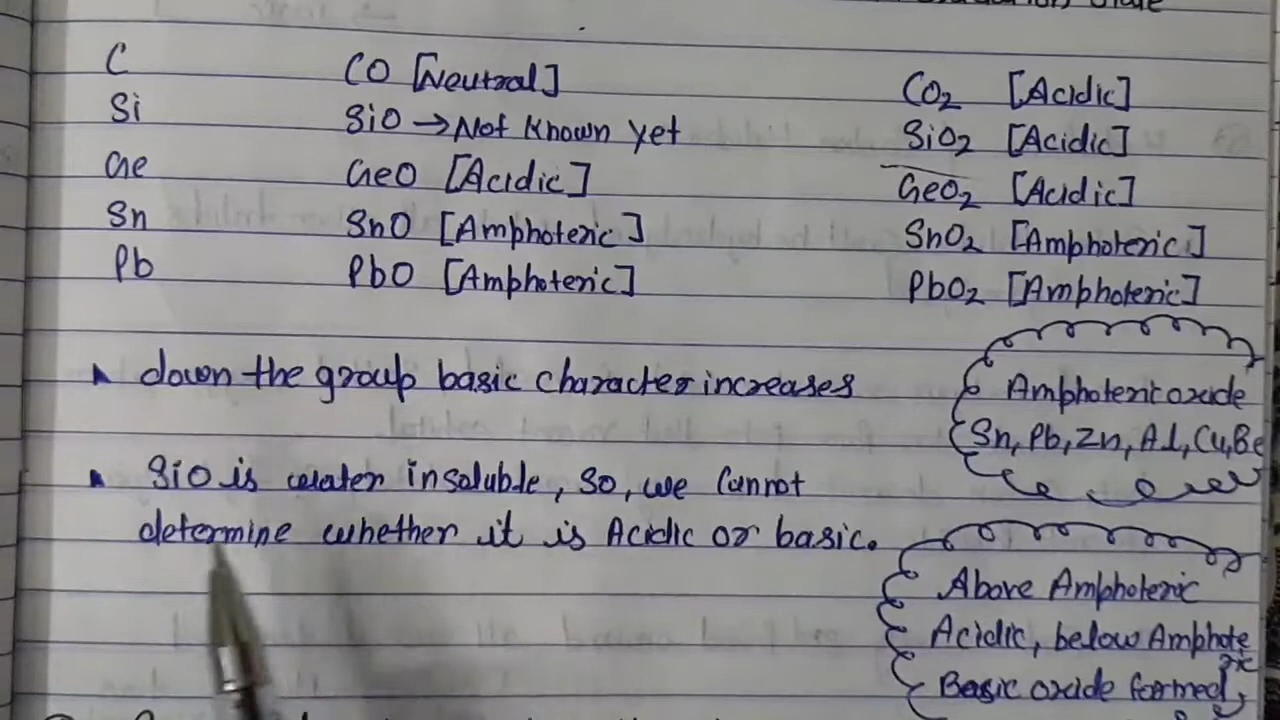 State
C CO [Neutral] CO2 [Acidic]
Si SiO → Not Known yet SiO2 [Acidic]
Ge GeO [Acidic] GeO2 [Acidic]
Sn SnO [Amphoteric] SnO2 [Amphoteric]
Pb PbO [Amphoteric] PbO2 [Amphoteric]
down the group basic character increases
Amphoteric oxide
Sn, Pb, Zn, Al, Cu, Be
SiO is water insoluble, So, we Cannot
determine whether it is Acidic or basic.
Above Amphoteric
Acidic, below Amphote
ric
Basic oxide formed,